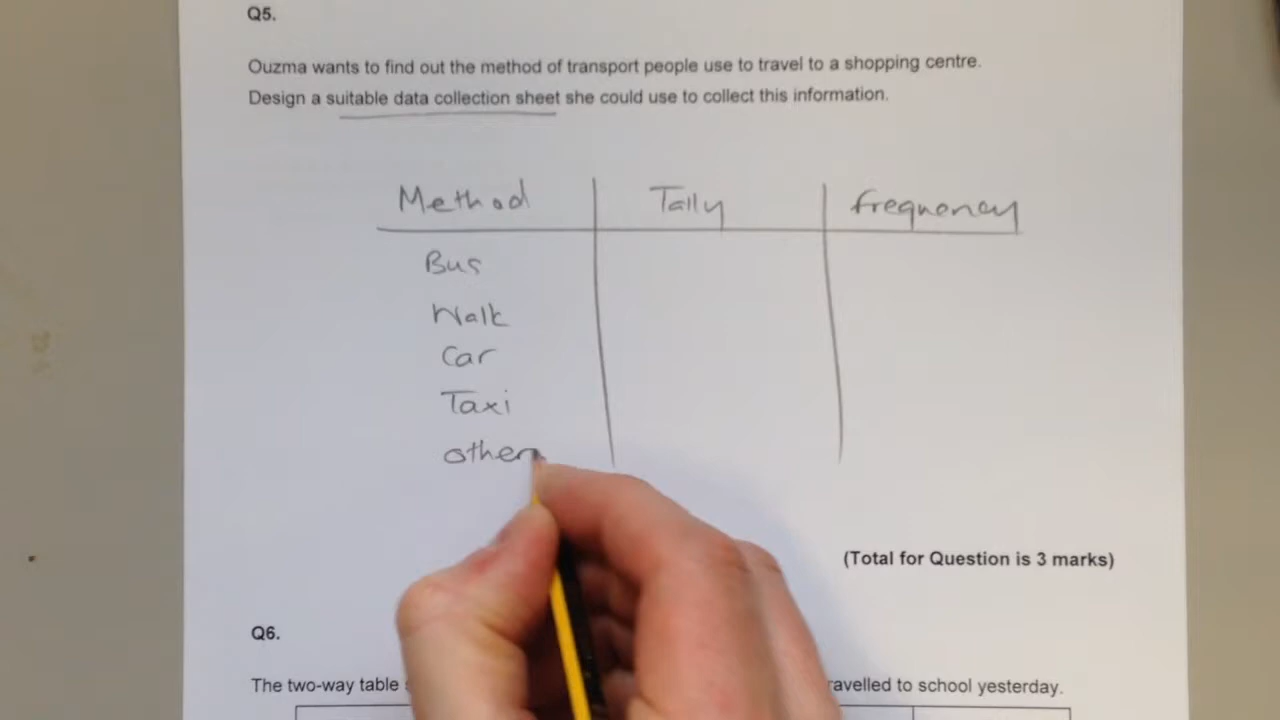 Q5.
Ouzma wants to find out the method of transport people use to travel to a shopping centre.
Design a suitable data collection sheet she could use to collect this information.
Method Tally frequency
Bus
Walk
Car
Taxi
other
(Total for Question is 3 marks)
Q6.
The two-way table ravelled to school yesterday.